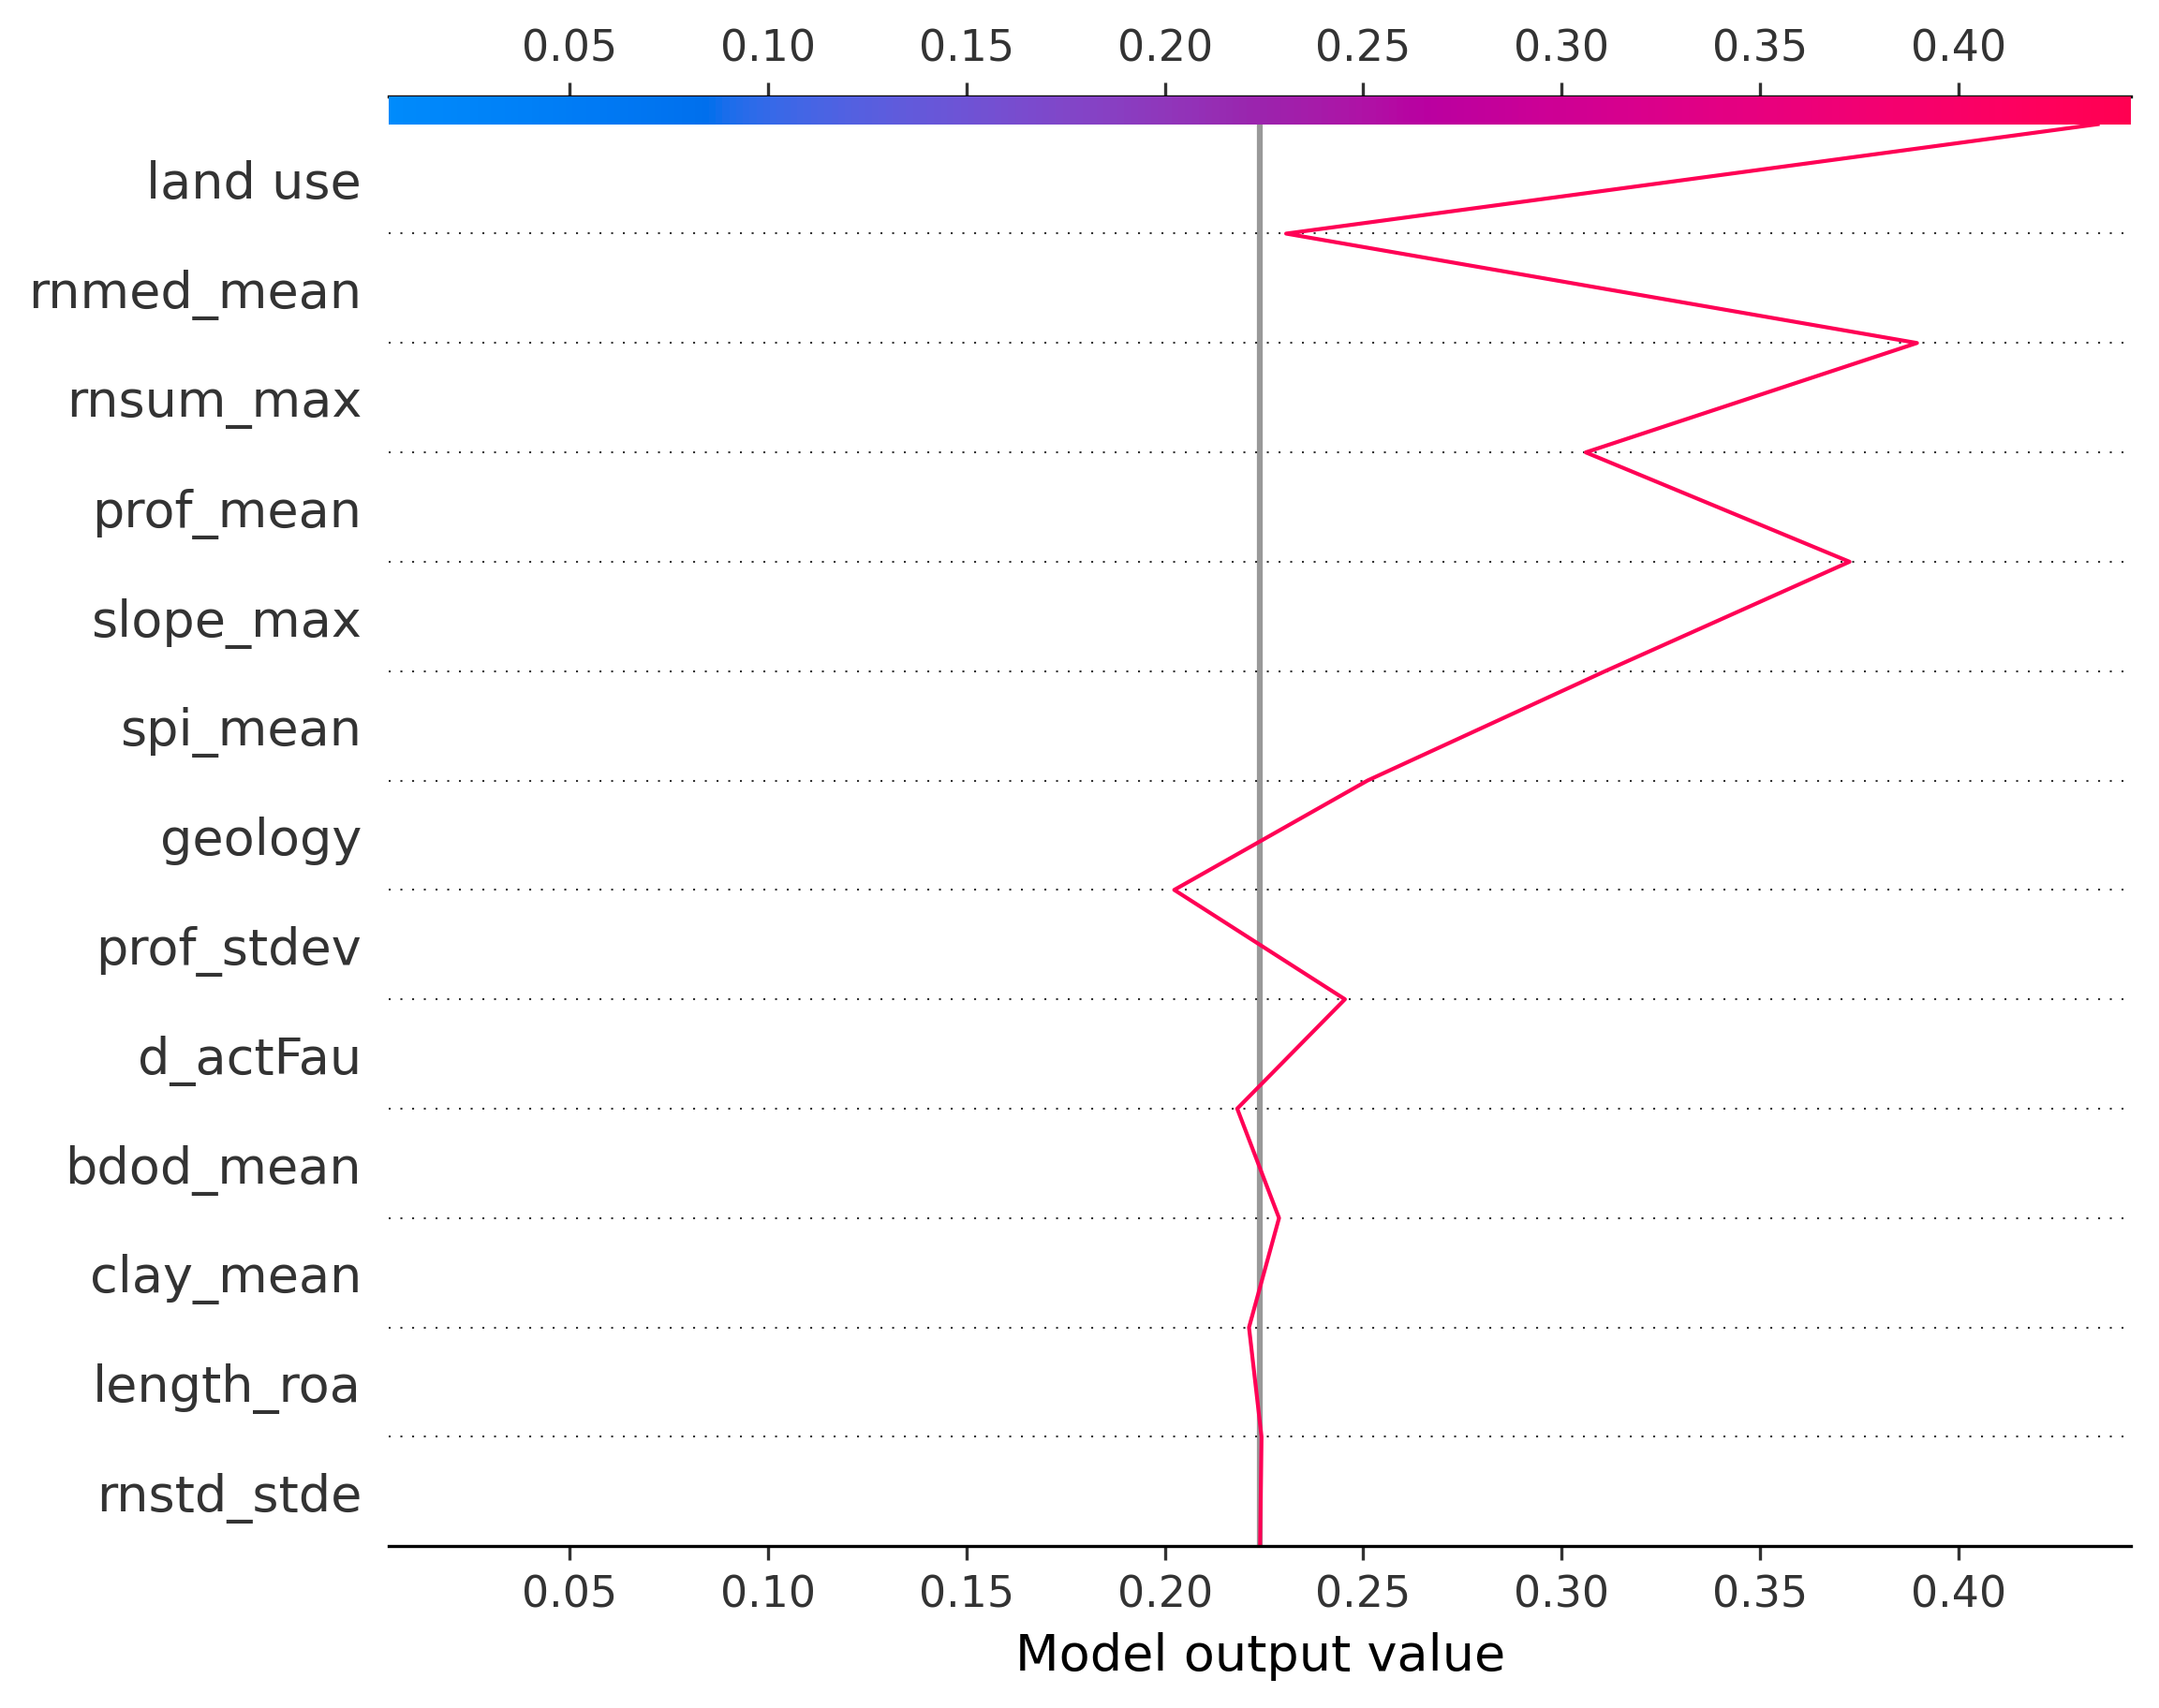 0.05 0.10 0.15 0.20 0.25 0.30 0.35 0.40
land use
rnmed_mean
rnsum_max
prof_mean
slope_max
spi_mean
geology
prof_stdev
d_actFau
bdod_mean
clay_mean
length_roa
rnstd_stde
0.05 0.10 0.15 0.20 0.25 0.30 0.35 0.40
Model output value